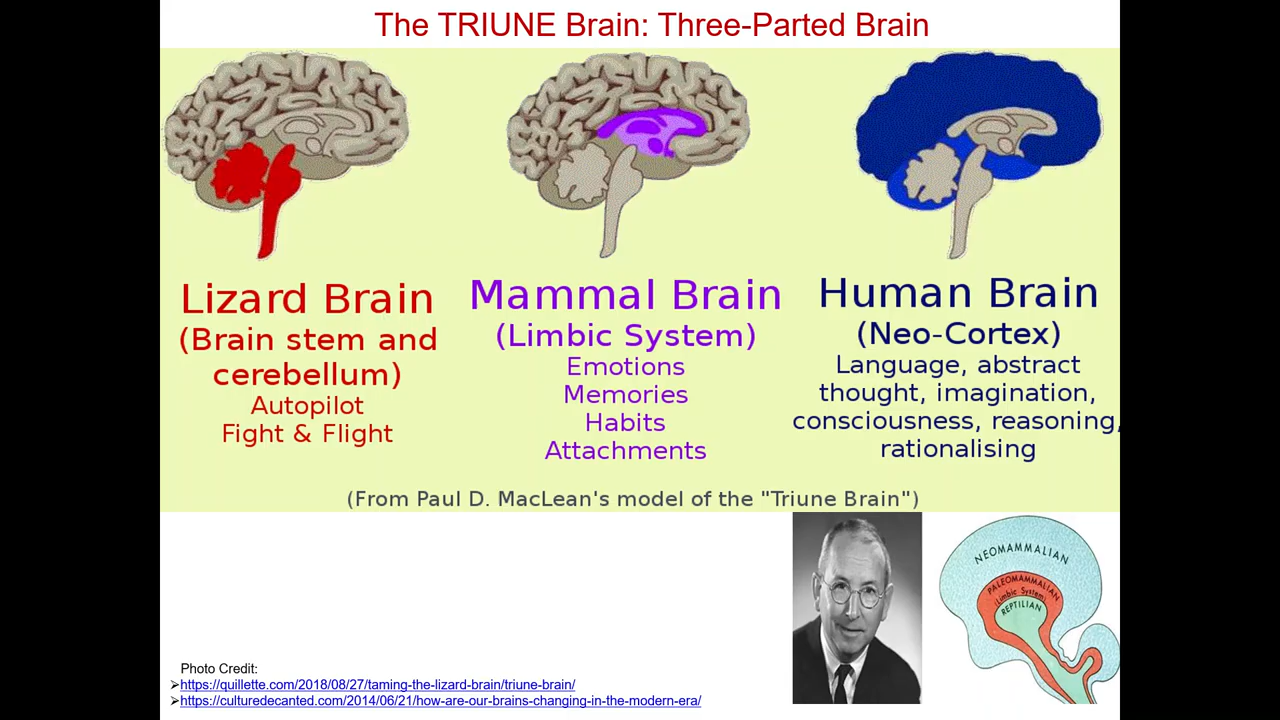 The TRIUNE Brain: Three-Parted Brain
Lizard Brain
(Brain stem and
cerebellum)
Autopilot
Fight & Flight
Mammal Brain
(Limbic System)
Emotions
Memories
Habits
Attachments
Human Brain
(Neo-Cortex)
Language, abstract
thought, imagination,
consciousness, reasoning,
rationalising
(From Paul D. MacLean's model of the "Triune Brain")
NEOMAMMALIAN
PALEOMAMMALIAN
(Limbic System)
REPTILIAN
Photo Credit:
➢https://quillette.com/2018/08/27/taming-the-lizard-brain/triune-brain/
➢https://culturedecanted.com/2014/06/21/how-are-our-brains-changing-in-the-modern-era/